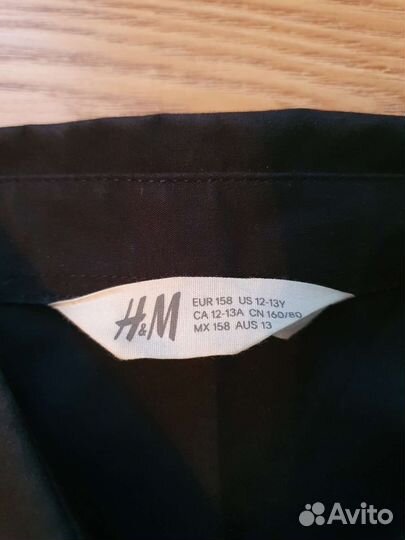 H&M
EUR 158 US 12-13Y
CA 12-13A CN 160/80
MX 158 AUS 13
Avito